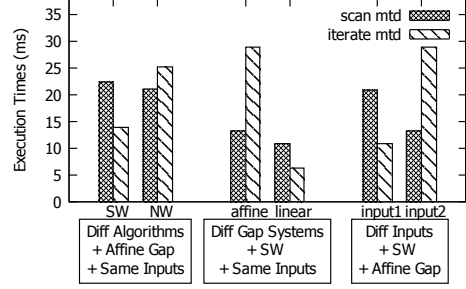 scan mtd
iterate mtd
Execution Times (ms)
35
30
25
20
15
10
5
0
SW NW affine linear input1 input2
Diff Algorithms
+ Affine Gap
+ Same Inputs
Diff Gap Systems
+ SW
+ Same Inputs
Diff Inputs
+ SW
+ Affine Gap